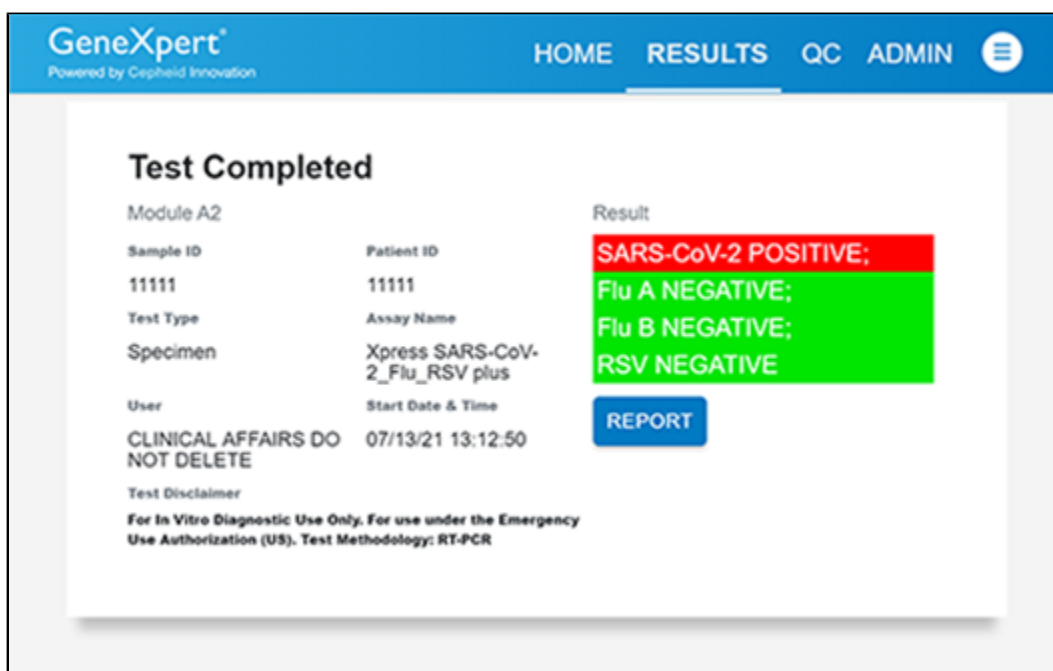 GeneXpert®
Powered by Cepheid Innovation
HOME RESULTS QC ADMIN
Test Completed
Module A2
Sample ID Patient ID
11111 11111
Test Type Assay Name
Specimen Xpress SARS-CoV-
2_Flu_RSV plus
User Start Date & Time
CLINICAL AFFAIRS DO 07/13/21 13:12:50
NOT DELETE
Test Disclaimer
For In Vitro Diagnostic Use Only. For use under the Emergency
Use Authorization (US). Test Methodology: RT-PCR
Result
SARS-CoV-2 POSITIVE;
Flu A NEGATIVE;
Flu B NEGATIVE;
RSV NEGATIVE
REPORT